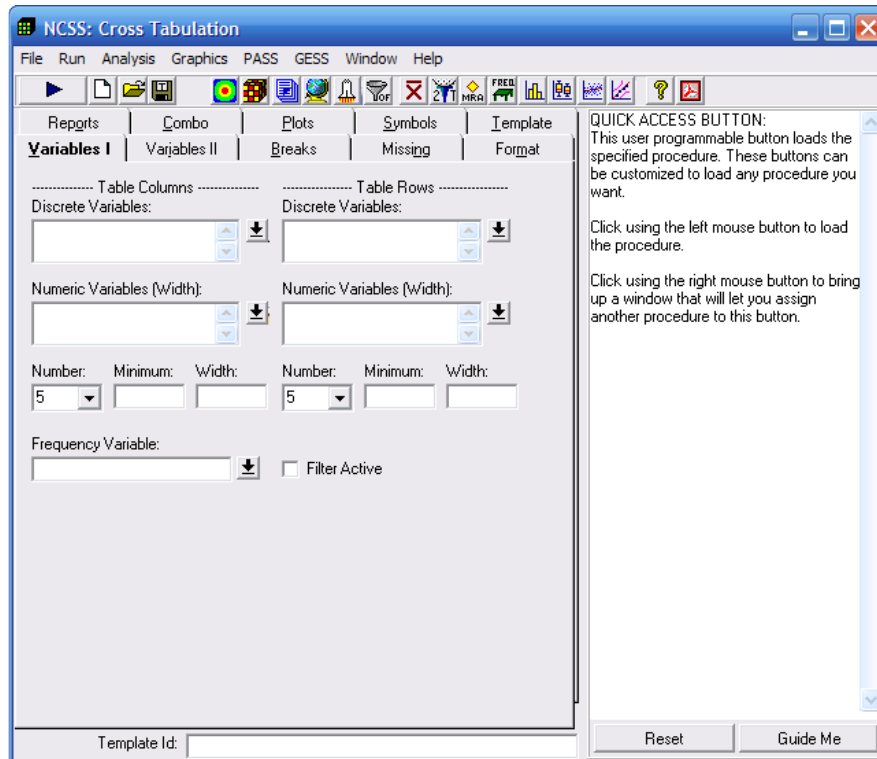 NCSS: Cross Tabulation
File Run Analysis Graphics PASS GESS Window Help
OF 2 T MRA FREQ ?
Reports Combo Plots Symbols Template
Variables I Variables II Breaks Missing Format
--------------- Table Columns --------------- ----------------- Table Rows -----------------
Discrete Variables: Discrete Variables:
Numeric Variables (Width): Numeric Variables (Width):
Number: Minimum: Width: Number: Minimum: Width:
5 5
Frequency Variable:
Filter Active
Template Id:
QUICK ACCESS BUTTON:
This user programmable button loads the
specified procedure. These buttons can
be customized to load any procedure you
want.
Click using the left mouse button to load
the procedure.
Click using the right mouse button to bring
up a window that will let you assign
another procedure to this button.
Reset Guide Me